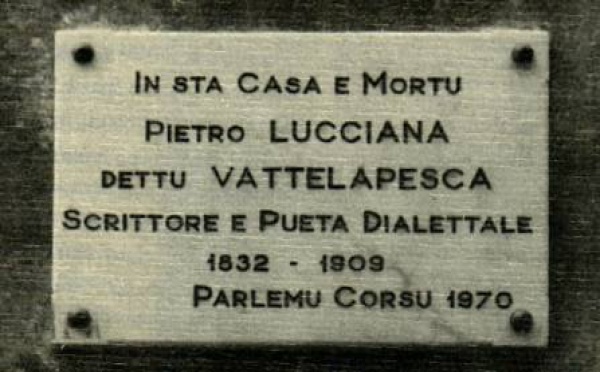 IN STA CASA E MORTU
PIETRO LUCCIANA
DETTU VATTELAPESCA
SCRITTORE E PUETA DIALETTALE
1832 - 1909
PARLEMU CORSU 1970